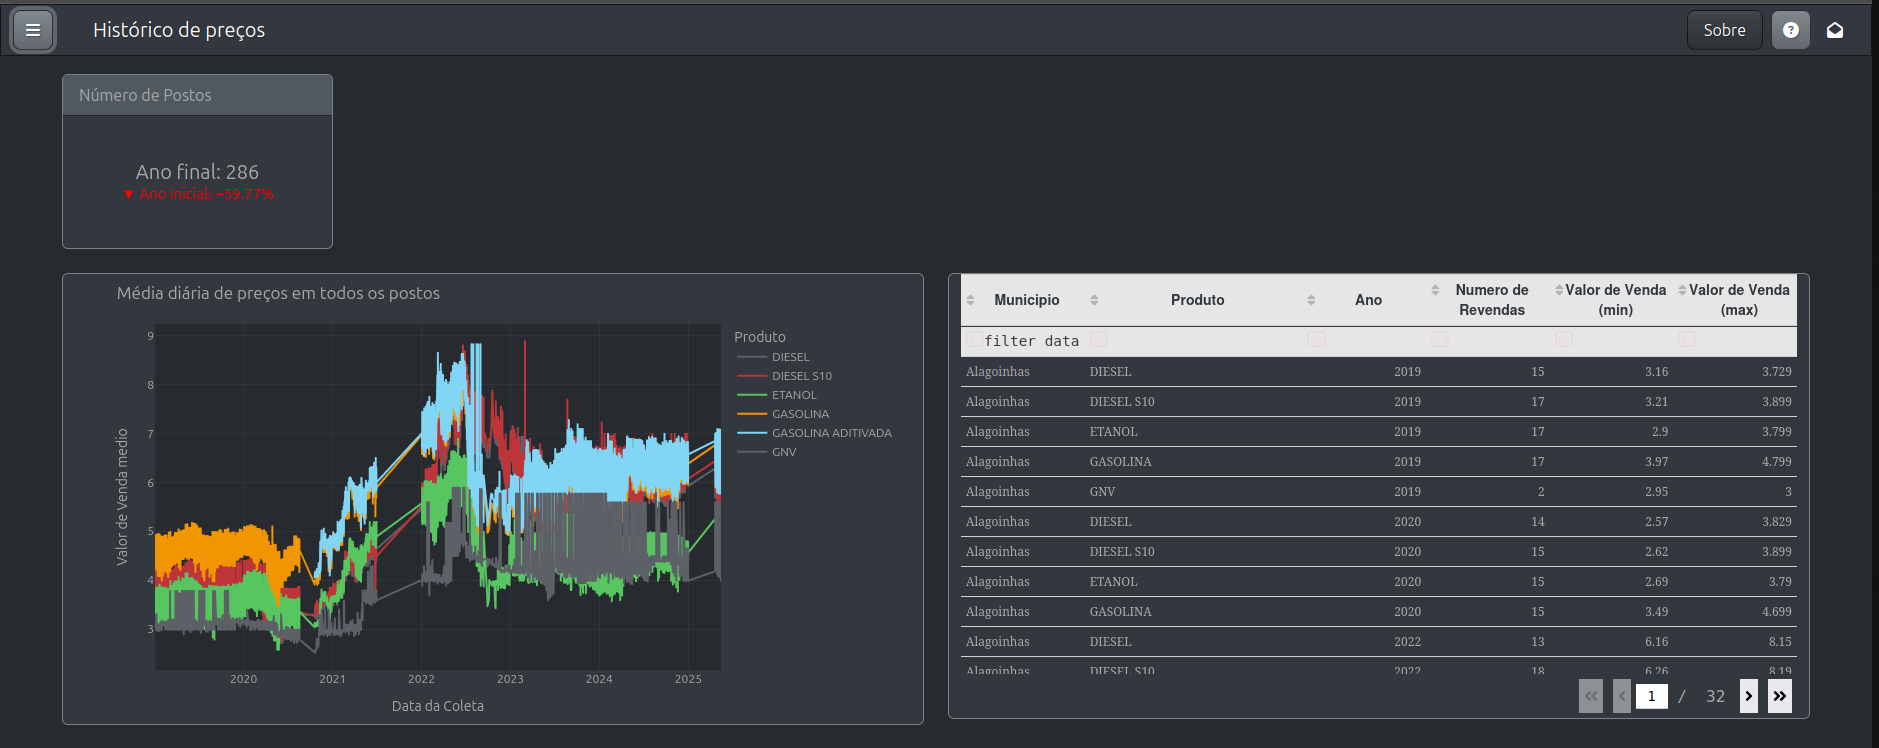 Histórico de preços
Sobre
Número de Postos
Ano final: 286
▼ Ano inicial: −59.77%
Média diária de preços em todos os postos
Valor de Venda medio
9
8
7
6
5
4
3
2020 2021 2022 2023 2024 2025
Data da Coleta
Produto
DIESEL
DIESEL S10
ETANOL
GASOLINA
GASOLINA ADITIVADA
GNV
Municipio Produto Ano Numero de Revendas Valor de Venda (min) Valor de Venda (max)
Aa filter data Aa Aa Aa Aa Aa
Alagoinhas DIESEL 2019 15 3.16 3.729
Alagoinhas DIESEL S10 2019 17 3.21 3.899
Alagoinhas ETANOL 2019 17 2.9 3.799
Alagoinhas GASOLINA 2019 17 3.97 4.799
Alagoinhas GNV 2019 2 2.95 3
Alagoinhas DIESEL 2020 14 2.57 3.829
Alagoinhas DIESEL S10 2020 15 2.62 3.899
Alagoinhas ETANOL 2020 15 2.69 3.79
Alagoinhas GASOLINA 2020 15 3.49 4.699
Alagoinhas DIESEL 2022 13 6.16 8.15
Alagoinhas DIESEL S10 2022 18 6.26 8.19
1 / 32